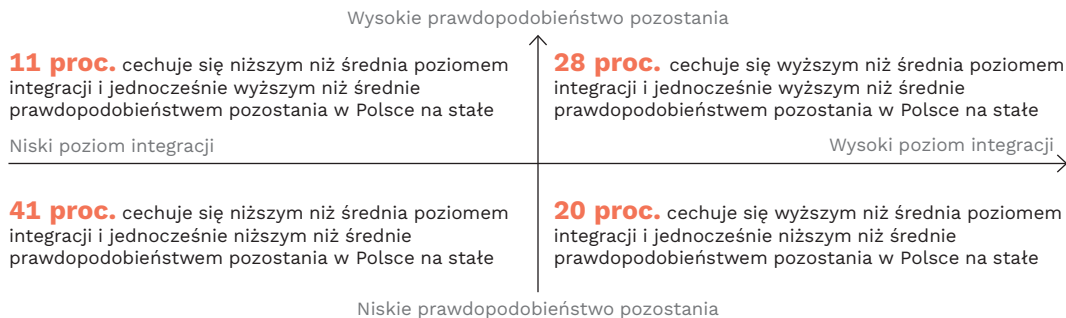 Wysokie prawdopodobieństwo pozostania
11 proc. cechuje się niższym niż średnia poziomem
integracji i jednocześnie wyższym niż średnie
prawdopodobieństwem pozostania w Polsce na stałe
28 proc. cechuje się wyższym niż średnia poziomem
integracji i jednocześnie wyższym niż średnie
prawdopodobieństwem pozostania w Polsce na stałe
Niski poziom integracji
Wysoki poziom integracji
41 proc. cechuje się niższym niż średnia poziomem
integracji i jednocześnie niższym niż średnie
prawdopodobieństwem pozostania w Polsce na stałe
20 proc. cechuje się wyższym niż średnia poziomem
integracji i jednocześnie niższym niż średnie
prawdopodobieństwem pozostania w Polsce na stałe
Niskie prawdopodobieństwo pozostania